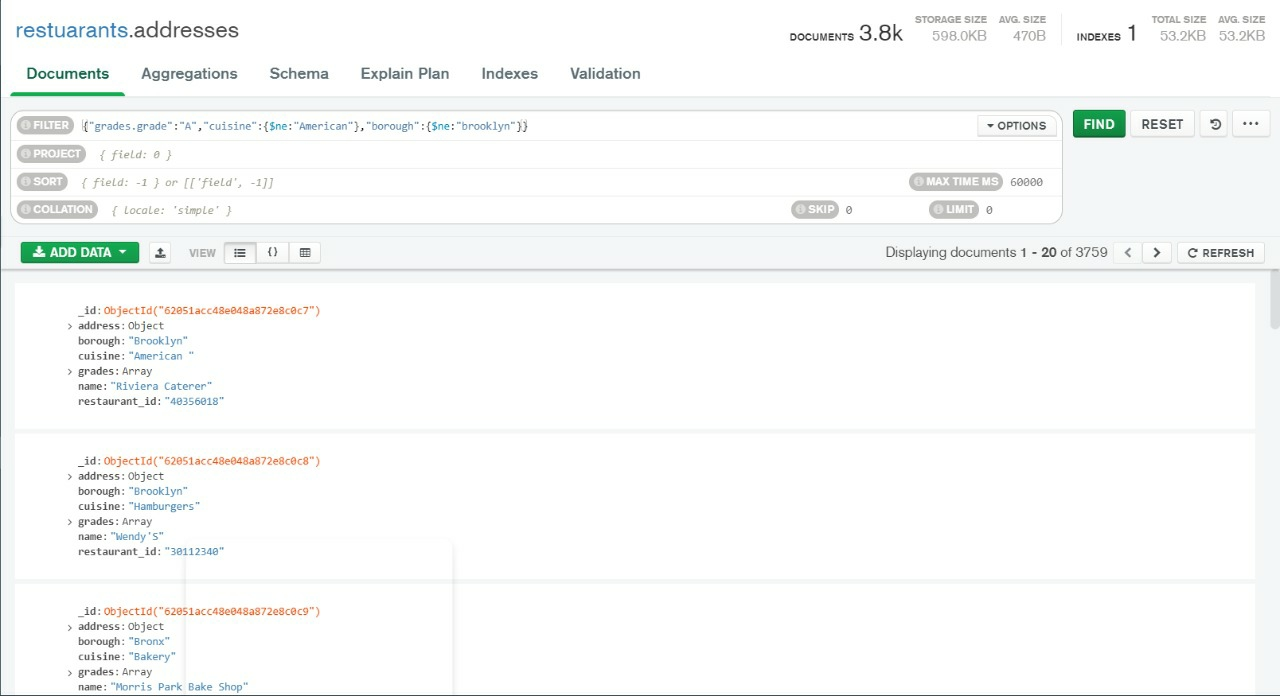 restuarants.addresses
DOCUMENTS 3.8k STORAGE SIZE 598.0KB AVG. SIZE 470B INDEXES 1 TOTAL SIZE 53.2KB AVG. SIZE 53.2KB
Documents Aggregations Schema Explain Plan Indexes Validation
FILTER {"grades.grade":"A","cuisine":{$ne:"American"},"borough":{$ne:"brooklyn"}} OPTIONS FIND RESET
PROJECT { field: 0 }
SORT { field: -1 } or [['field', -1]] MAX TIME MS 60000
COLLATION { locale: 'simple' } SKIP 0 LIMIT 0
ADD DATA VIEW {} Displaying documents 1 - 20 of 3759 < > REFRESH
_id: ObjectId("62051acc48e048a872e8c0c7")
> address: Object
borough: "Brooklyn"
cuisine: "American "
> grades: Array
name: "Riviera Caterer"
restaurant_id: "40356018"
_id: ObjectId("62051acc48e048a872e8c0c8")
> address: Object
borough: "Brooklyn"
cuisine: "Hamburgers"
> grades: Array
name: "Wendy'S"
restaurant_id: "30112340"
_id: ObjectId("62051acc48e048a872e8c0c9")
> address: Object
borough: "Bronx"
cuisine: "Bakery"
> grades: Array
name: "Morris Park Bake Shop"